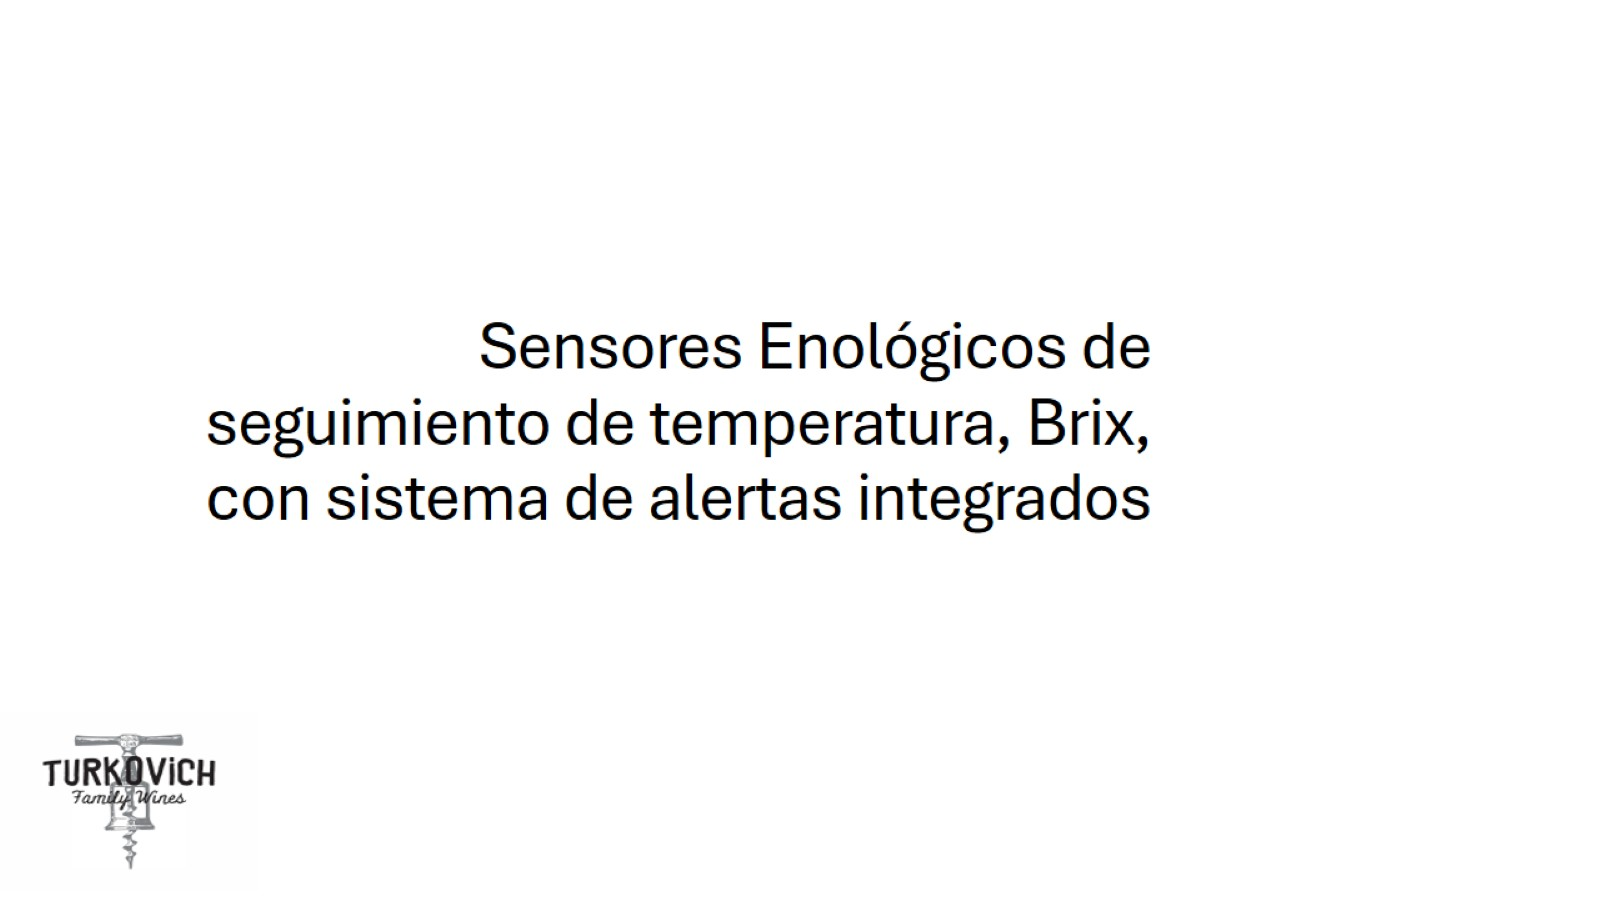 Sensores Enológicos de
seguimiento de temperatura, Brix,
con sistema de alertas integrados
TURKOViCH
Family Wines